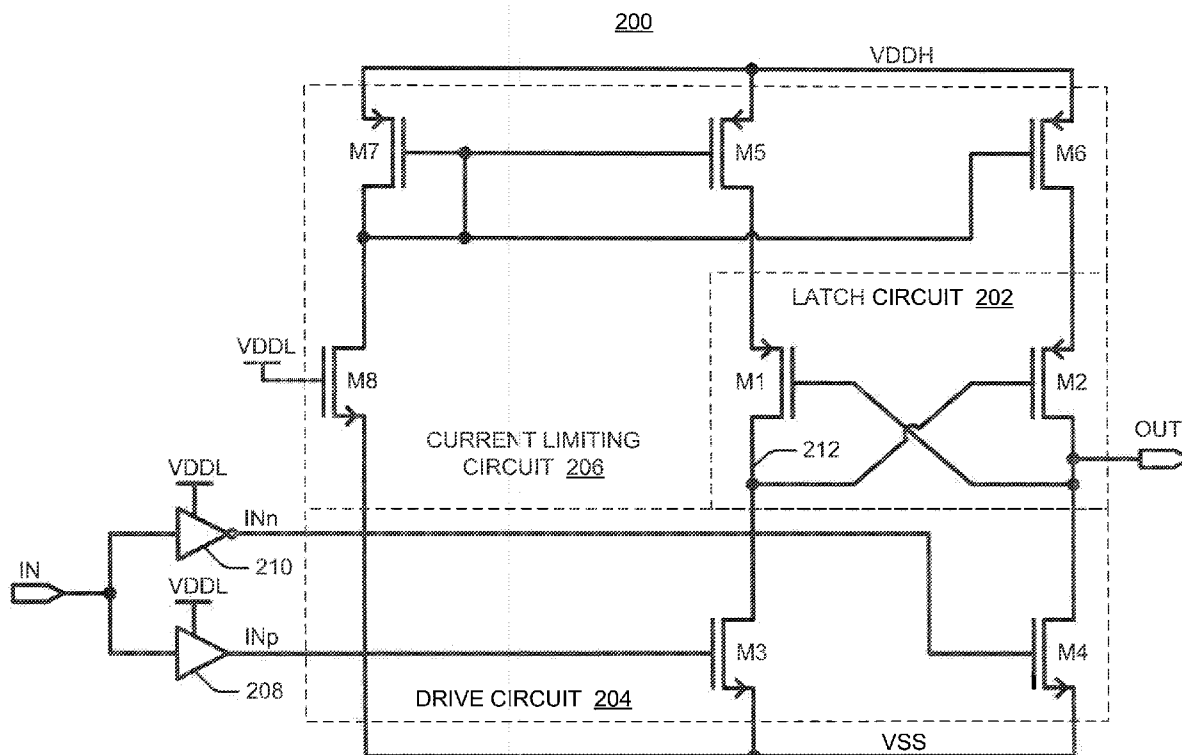 200
VDDH
M7
M5
M6
LATCH CIRCUIT 202
VDDL
M8
M1
M2
OUT
CURRENT LIMITING
CIRCUIT 206
212
VDDL
INn
IN
210
VDDL
INp
M3
M4
208
DRIVE CIRCUIT 204
VSS